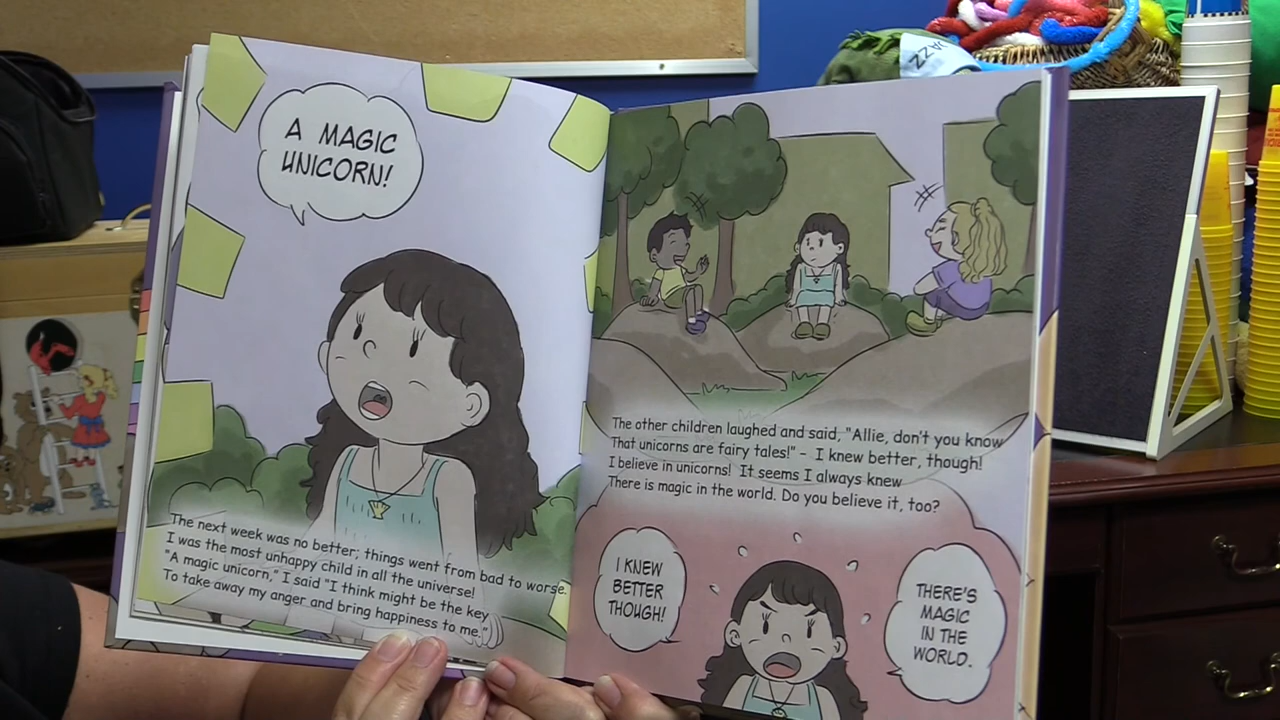 JAZZ
A MAGIC
UNICORN!
The next week was no better; things went from bad to worse.
I was the most unhappy child in all the universe!
"A magic unicorn," I said "I think might be the key
To take away my anger and bring happiness to me."
The other children laughed and said, "Allie, don't you know
That unicorns are fairy tales!" – I knew better, though!
I believe in unicorns! It seems I always knew
There is magic in the world. Do you believe it, too?
I KNEW
BETTER
THOUGH!
THERE'S
MAGIC
IN THE
WORLD.